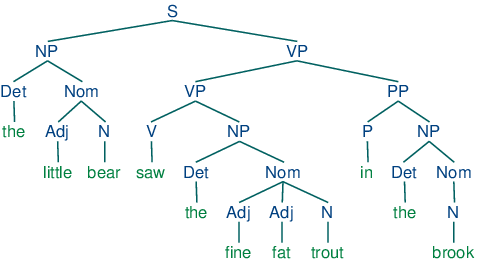 S
NP VP
Det Nom VP PP
the Adj N V NP P NP
little bear saw Det Nom in Det Nom
the Adj Adj N the N
fine fat trout brook